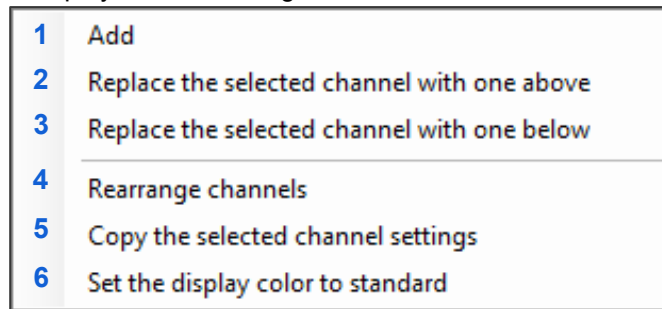 1 Add
2 Replace the selected channel with one above
3 Replace the selected channel with one below
4 Rearrange channels
5 Copy the selected channel settings
6 Set the display color to standard